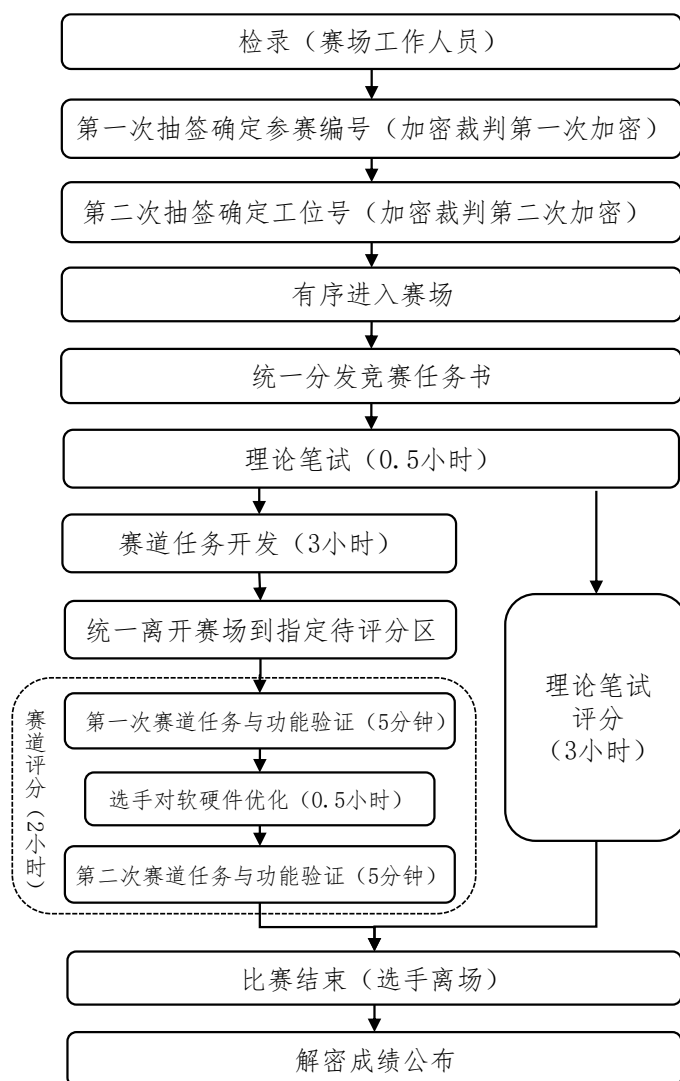 检录（赛场工作人员）
第一次抽签确定参赛编号（加密裁判第一次加密）
第二次抽签确定工位号（加密裁判第二次加密）
有序进入赛场
统一分发竞赛任务书
理论笔试（0.5小时）
赛道任务开发（3小时）
统一离开赛场到指定待评分区
赛道评分（2小时）
第一次赛道任务与功能验证（5分钟）
选手对软硬件优化（0.5小时）
第二次赛道任务与功能验证（5分钟）
理论笔试
评分
（3小时）
比赛结束（选手离场）
解密成绩公布